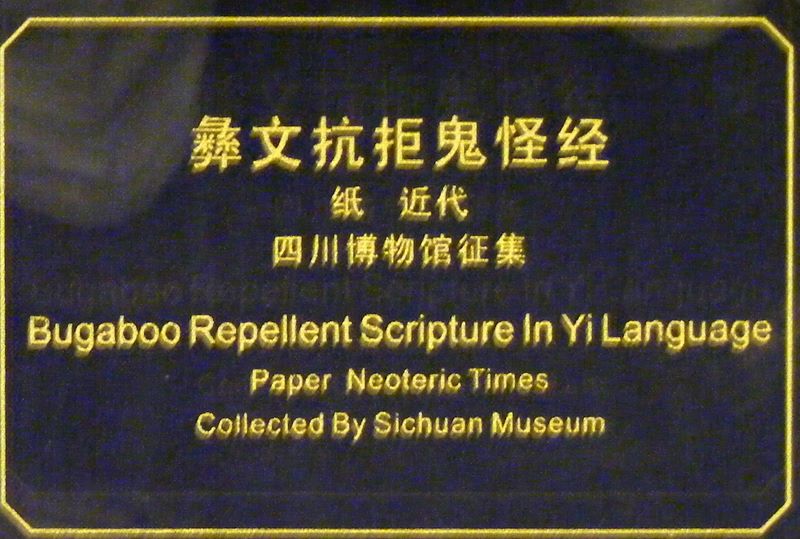 彝文抗拒鬼怪经
纸 近代
四川博物馆征集
Bugaboo Repellent Scripture In Yi Language
Paper Neoteric Times
Collected By Sichuan Museum